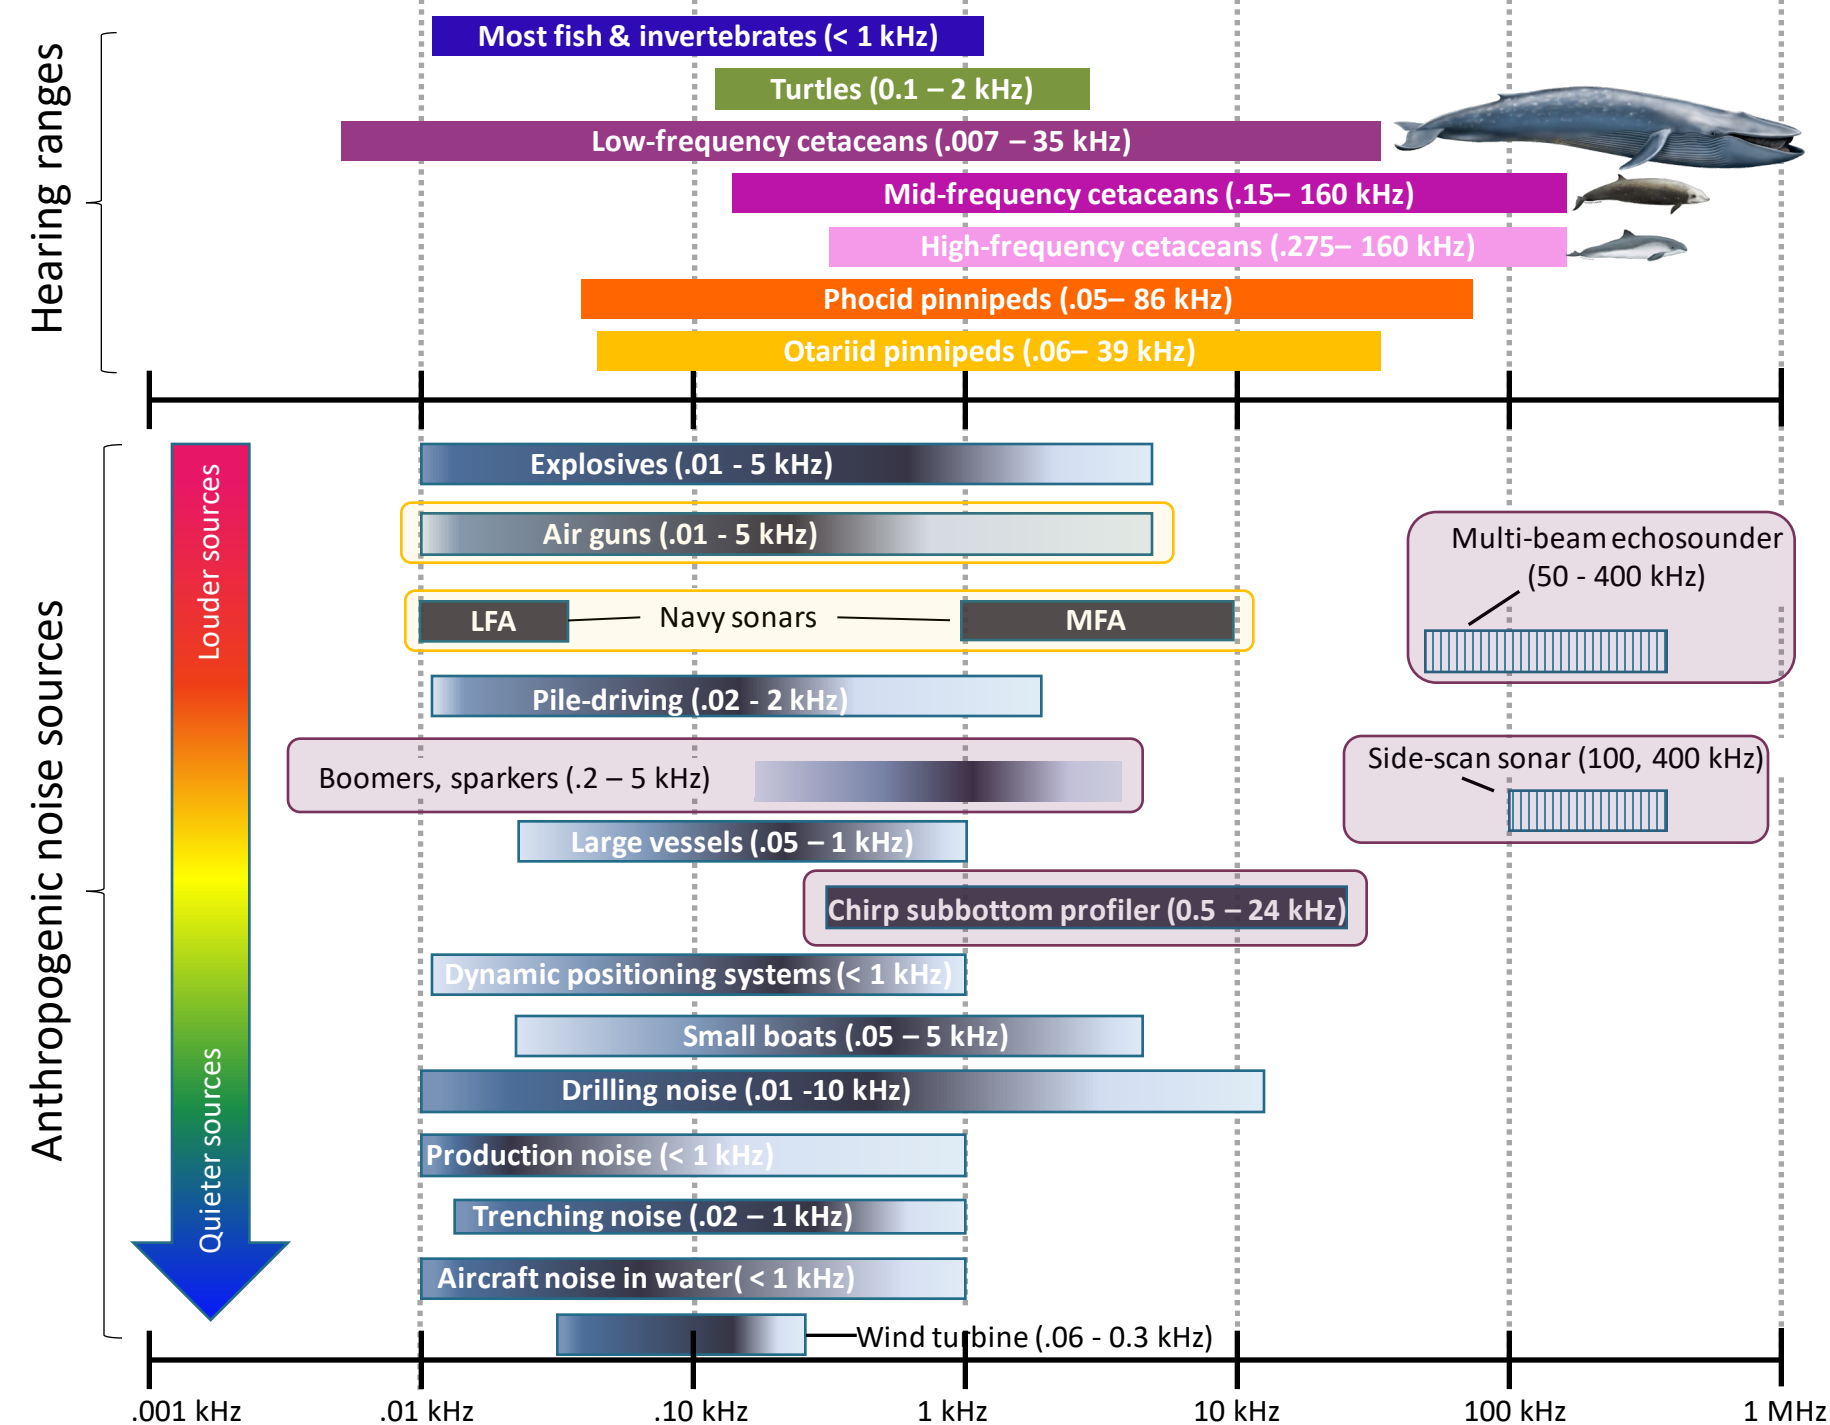 Hearing ranges
Most fish & invertebrates (< 1 kHz)
Turtles (0.1 – 2 kHz)
Low-frequency cetaceans (.007 – 35 kHz)
Mid-frequency cetaceans (.15– 160 kHz)
High-frequency cetaceans (.275– 160 kHz)
Phocid pinnipeds (.05– 86 kHz)
Otariid pinnipeds (.06– 39 kHz)
Anthropogenic noise sources
Louder sources
Quieter sources
Explosives (.01 - 5 kHz)
Air guns (.01 - 5 kHz)
Multi-beam echosounder
(50 - 400 kHz)
LFA
Navy sonars
MFA
Pile-driving (.02 - 2 kHz)
Boomers, sparkers (.2 – 5 kHz)
Side-scan sonar (100, 400 kHz)
Large vessels (.05 – 1 kHz)
Chirp subbottom profiler (0.5 – 24 kHz)
Dynamic positioning systems (< 1 kHz)
Small boats (.05 – 5 kHz)
Drilling noise (.01 -10 kHz)
Production noise (< 1 kHz)
Trenching noise (.02 – 1 kHz)
Aircraft noise in water( < 1 kHz)
Wind turbine (.06 - 0.3 kHz)
.001 kHz
.01 kHz
.10 kHz
1 kHz
10 kHz
100 kHz
1 MHz